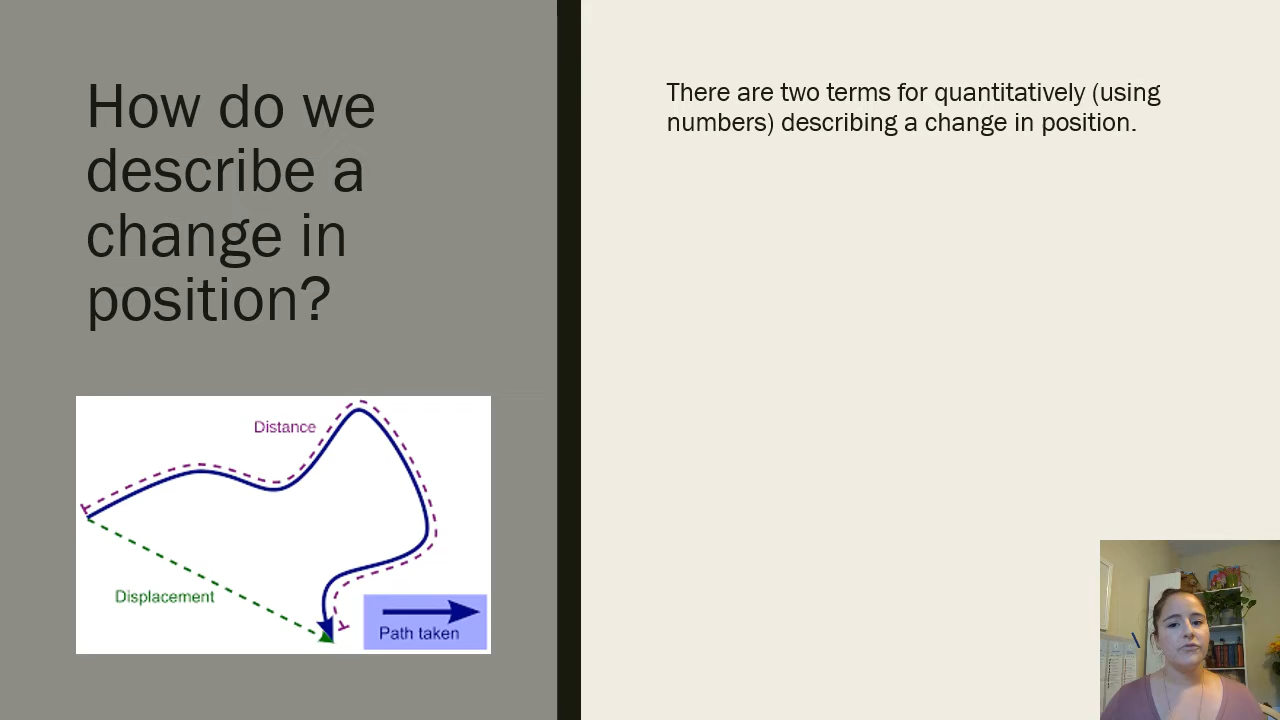 How do we
describe a
change in
position?
Distance
Displacement
Path taken
There are two terms for quantitatively (using
numbers) describing a change in position.